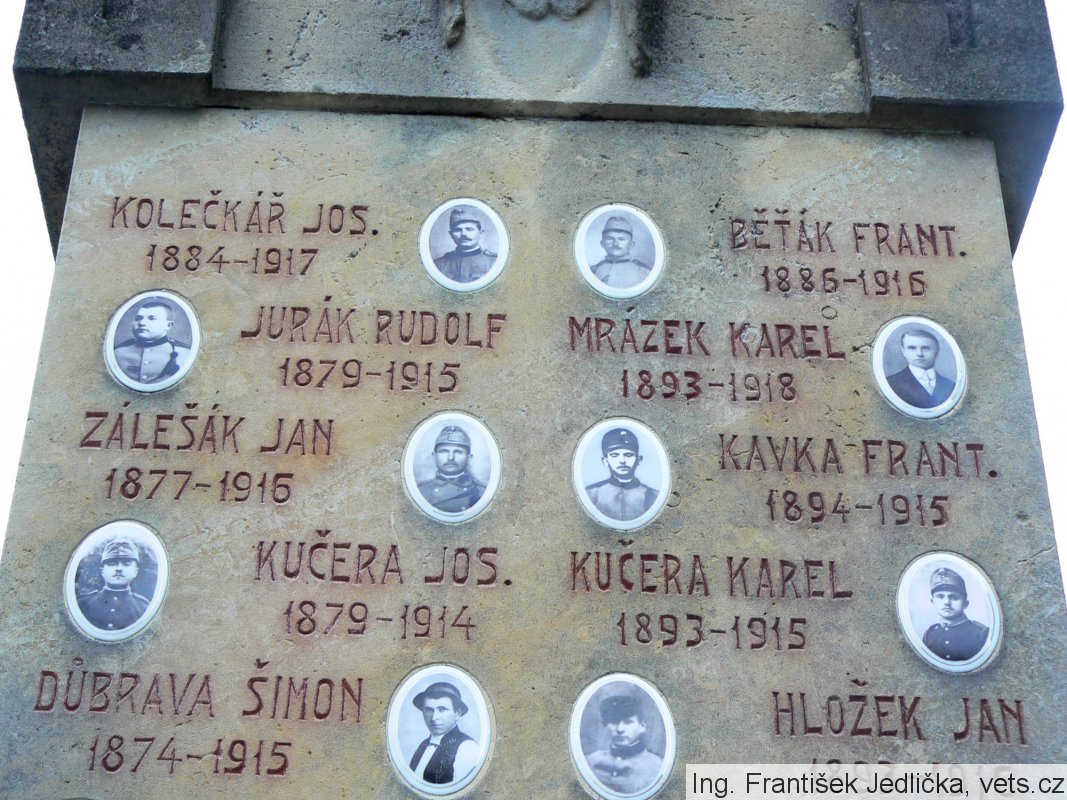 KOLEČKÁŘ JOS.
1884-1917
BĚŤÁK FRANT.
1886-1916
JURÁK RUDOLF
1879-1915
MRÁZEK KAREL
1893-1918
ZÁLEŠÁK JAN
1877-1916
KAVKA FRANT.
1894-1915
KUČERA JOS.
1879-1914
KUČERA KAREL
1893-1915
DŮBRAVA ŠIMON
1874-1915
HLOŽEK JAN
Ing. František Jedlička, vets.cz